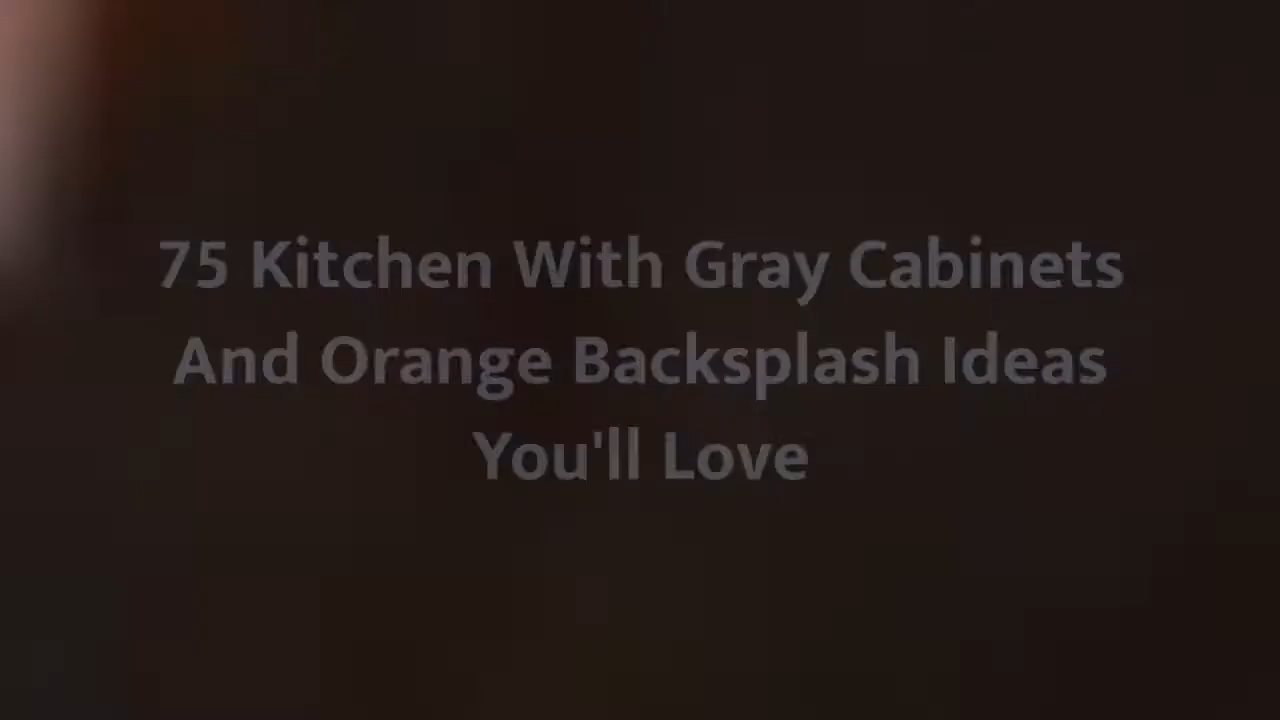 75 Kitchen With Gray Cabinets
And Orange Backsplash Ideas
You'll Love